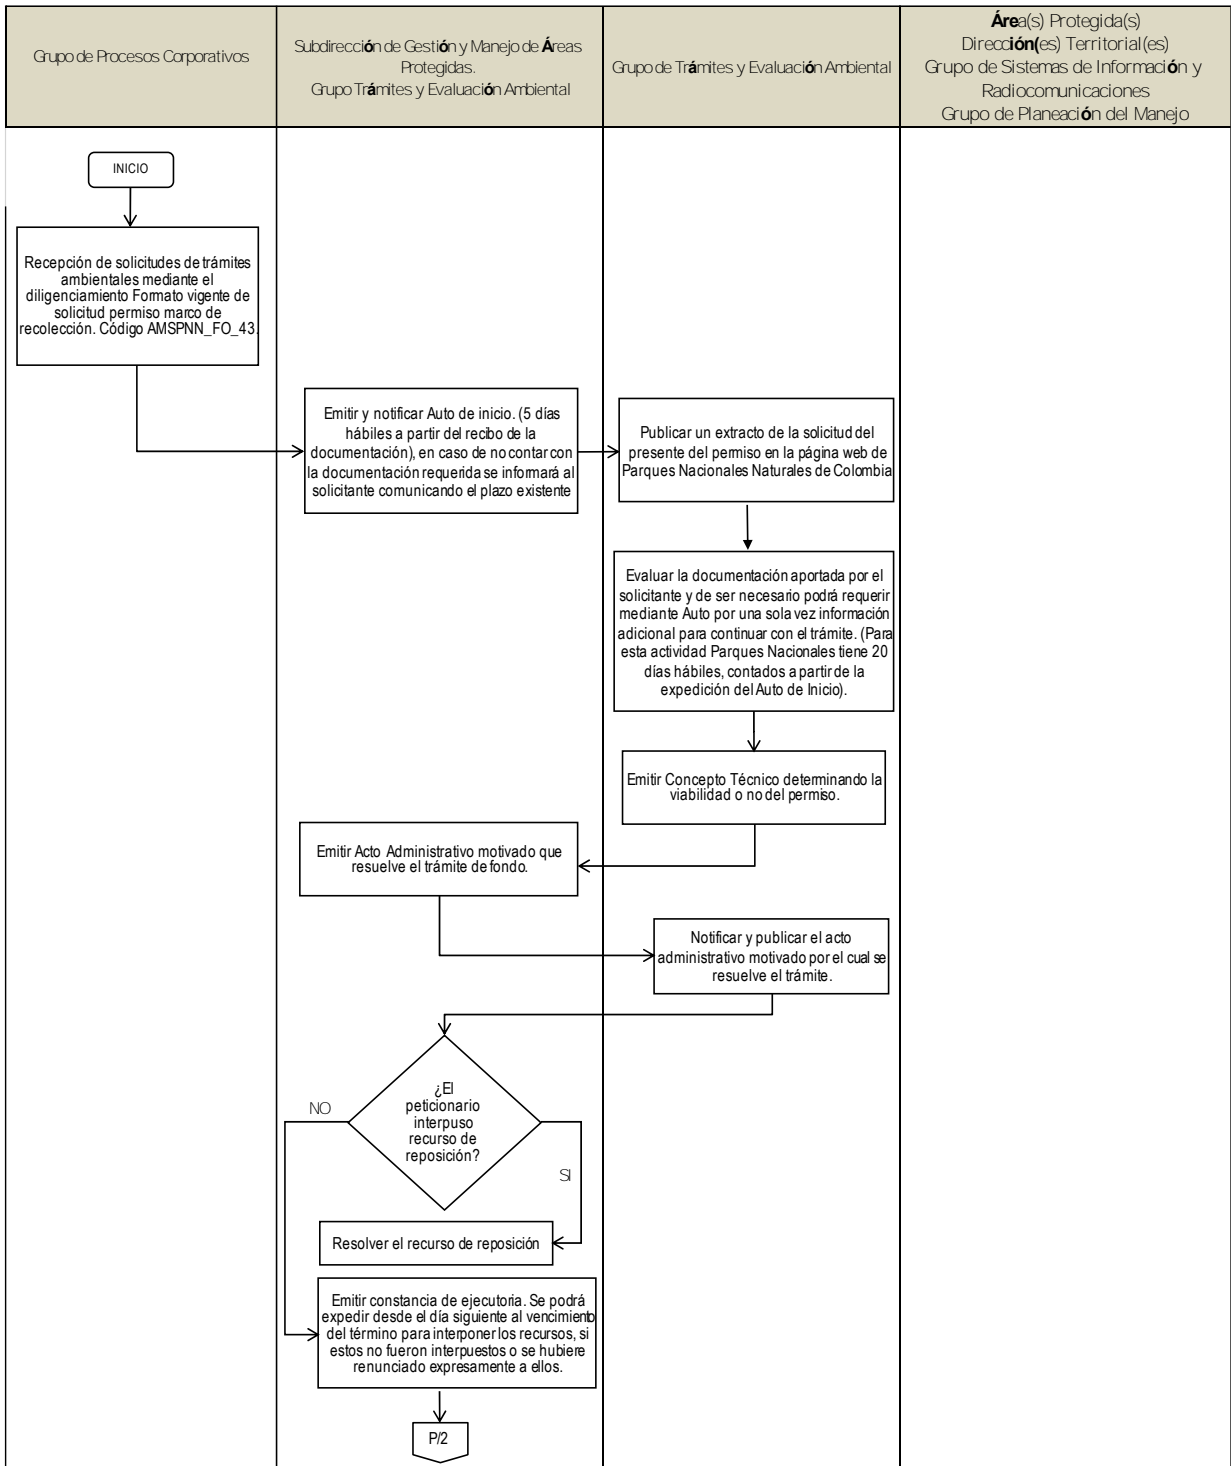 Grupo de Procesos Corporativos
Subdirección de Gestión y Manejo de Áreas
Protegidas.
Grupo Trámites y Evaluación Ambiental
Grupo de Trámites y Evaluación Ambiental
Área(s) Protegida(s)
Dirección(es) Territorial(es)
Grupo de Sistemas de Información y
Radiocomunicaciones
Grupo de Planeación del Manejo
INICIO
Recepción de solicitudes de trámites
ambientales mediante el
diligenciamiento Formato vigente de
solicitud permiso marco de
recolección. Código AMSPNN_FO_43.
Emitir y notificar Auto de inicio. (5 días
hábiles a partir del recibo de la
documentación), en caso de no contar con
la documentación requerida se informará al
solicitante comunicando el plazo existente
Publicar un extracto de la solicitud del
presente del permiso en la página web de
Parques Nacionales Naturales de Colombia
Evaluar la documentación aportada por el
solicitante y de ser necesario podrá requerir
mediante Auto por una sola vez información
adicional para continuar con el trámite. (Para
esta actividad Parques Nacionales tiene 20
días hábiles, contados a partir de la
expedición del Auto de Inicio).
Emitir Concepto Técnico determinando la
viabilidad o no del permiso.
Emitir Acto Administrativo motivado que
resuelve el trámite de fondo.
Notificar y publicar el acto
administrativo motivado por el cual se
resuelve el trámite.
¿El
peticionario
interpuso
recurso de
reposición?
NO
SI
Resolver el recurso de reposición
Emitir constancia de ejecutoria. Se podrá
expedir desde el día siguiente al vencimiento
del término para interponer los recursos, si
estos no fueron interpuestos o se hubiere
renunciado expresamente a ellos.
P/2